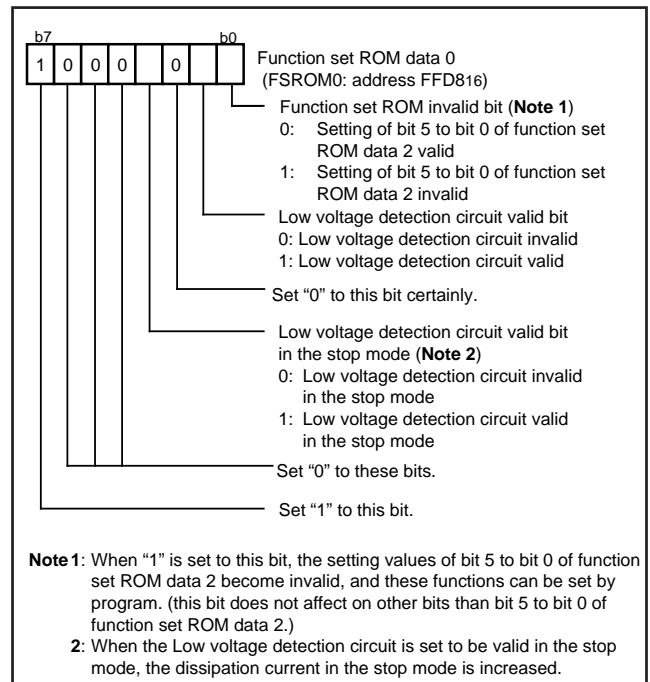 b7 b0
1 0 0 0 0
Function set ROM data 0
(FSROM0: address FFD816)
Function set ROM invalid bit (Note 1)
0: Setting of bit 5 to bit 0 of function set
ROM data 2 valid
1: Setting of bit 5 to bit 0 of function set
ROM data 2 invalid
Low voltage detection circuit valid bit
0: Low voltage detection circuit invalid
1: Low voltage detection circuit valid
Set “0” to this bit certainly.
Low voltage detection circuit valid bit
in the stop mode (Note 2)
0: Low voltage detection circuit invalid
in the stop mode
1: Low voltage detection circuit valid
in the stop mode
Set “0” to these bits.
Set “1” to this bit.
Note 1: When “1” is set to this bit, the setting values of bit 5 to bit 0 of function
set ROM data 2 become invalid, and these functions can be set by
program. (this bit does not affect on other bits than bit 5 to bit 0 of
function set ROM data 2.)
2: When the Low voltage detection circuit is set to be valid in the stop
mode, the dissipation current in the stop mode is increased.